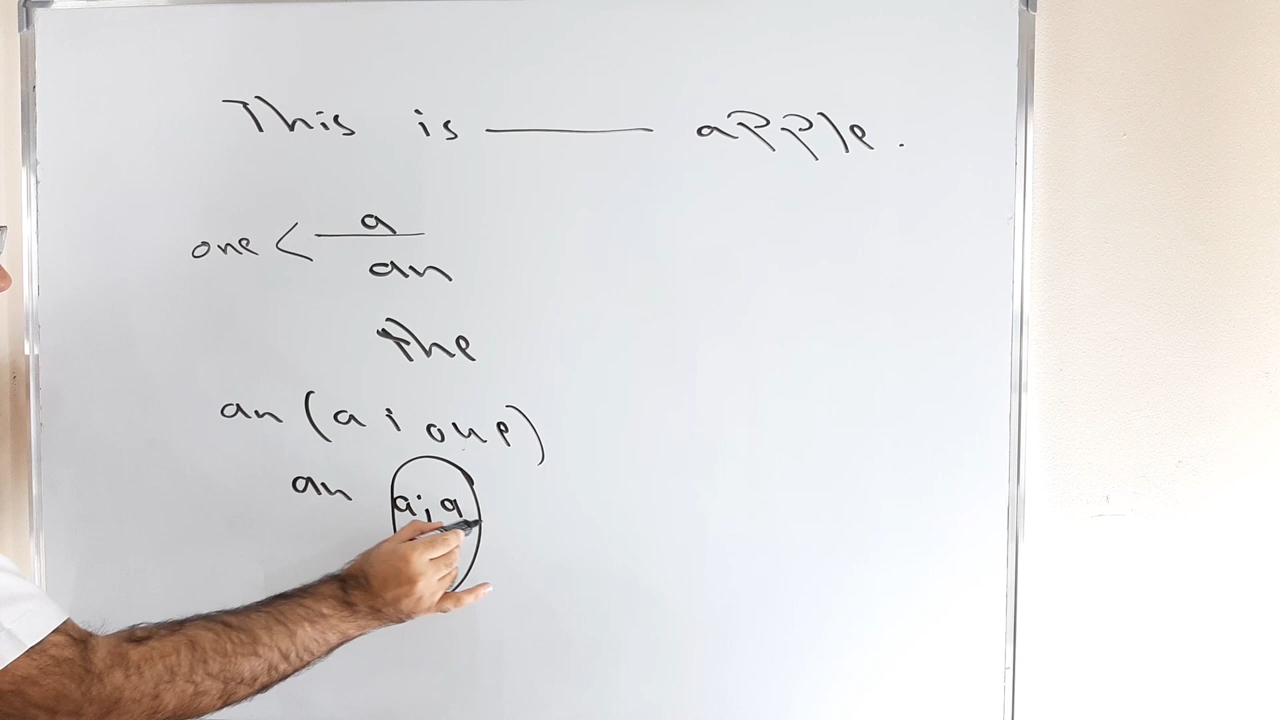 This is ______ apple.
one < a
an
the
an (a i o u e)
an a i a